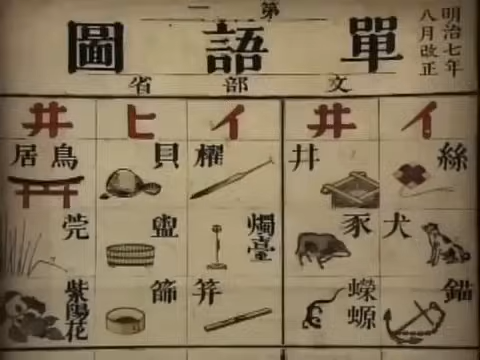 明治七年
八月改正
第一
單語圖
文部省
イ 井 イ ヒ 井
絲 井 櫂 貝 鳥居
犬 豕 燭臺 盥 莞
錨 蠑螈 笄 篩 紫陽花